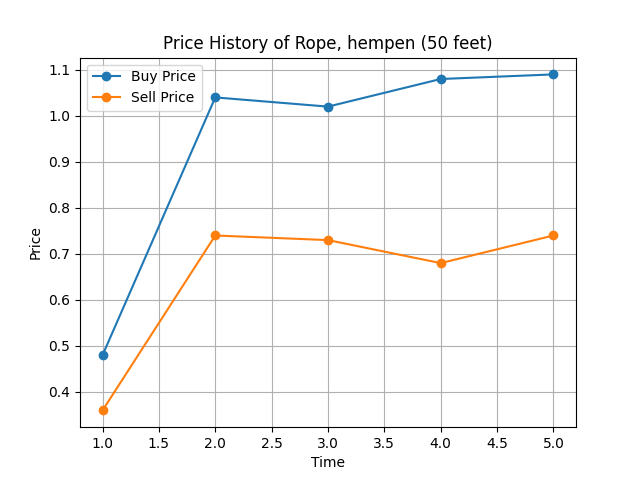 Price History of Rope, hempen (50 feet)
Buy Price
Sell Price
Price
1.1
1.0
0.9
0.8
0.7
0.6
0.5
0.4
1.0 1.5 2.0 2.5 3.0 3.5 4.0 4.5 5.0
Time